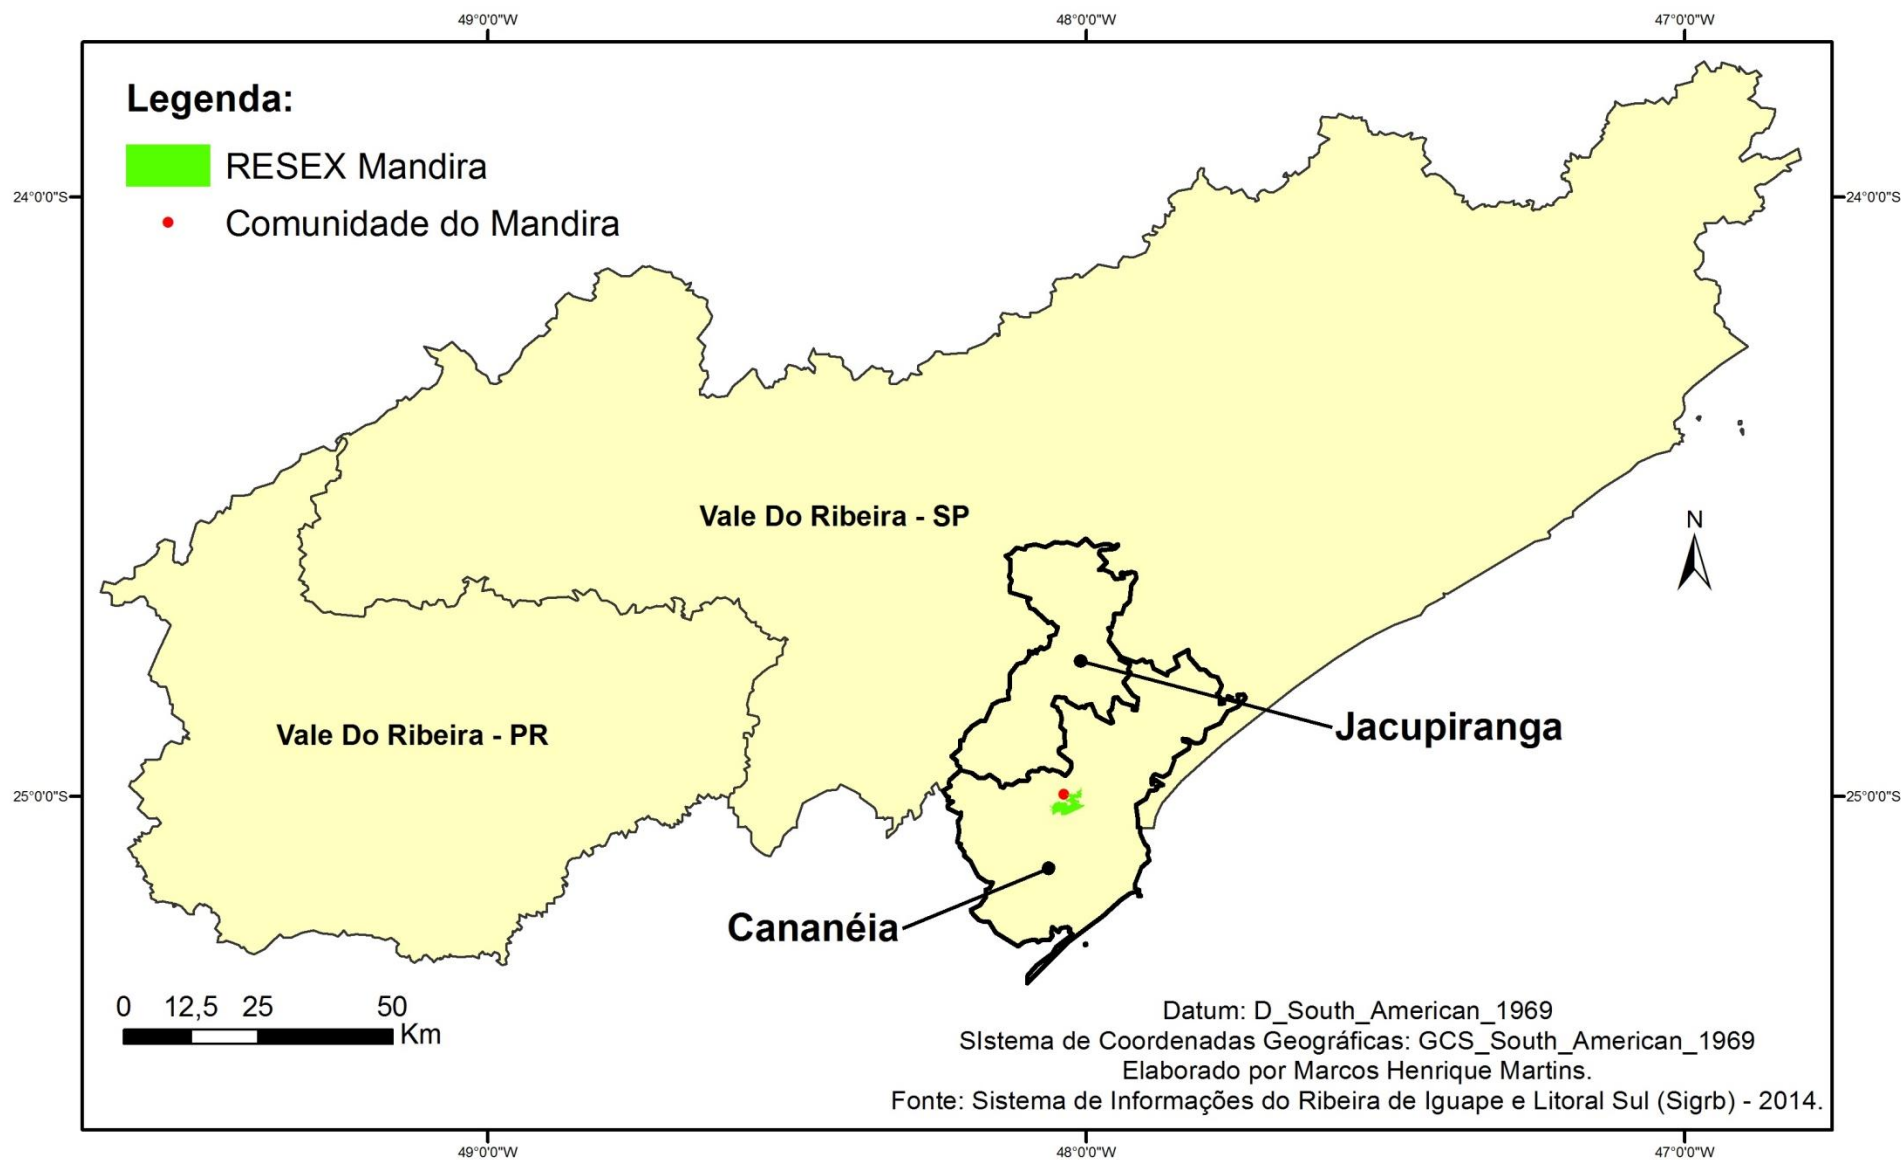 49°0'0"W 48°0'0"W 47°0'0"W
Legenda:
RESEX Mandira
Comunidade do Mandira
24°0'0"S 24°0'0"S
Vale Do Ribeira - SP
N
Jacupiranga
Vale Do Ribeira - PR
25°0'0"S 25°0'0"S
Cananéia
0 12,5 25 50
Km
Datum: D_South_American_1969
SIstema de Coordenadas Geográficas: GCS_South_American_1969
Elaborado por Marcos Henrique Martins.
Fonte: Sistema de Informações do Ribeira de Iguape e Litoral Sul (Sigrb) - 2014.
49°0'0"W 48°0'0"W 47°0'0"W